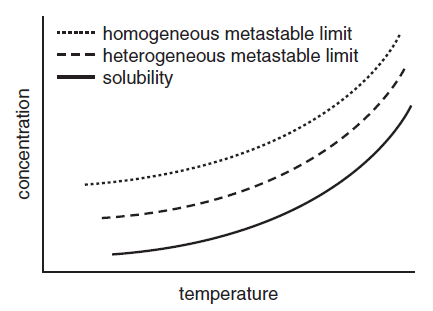 homogeneous metastable limit
heterogeneous metastable limit
solubility
concentration
temperature